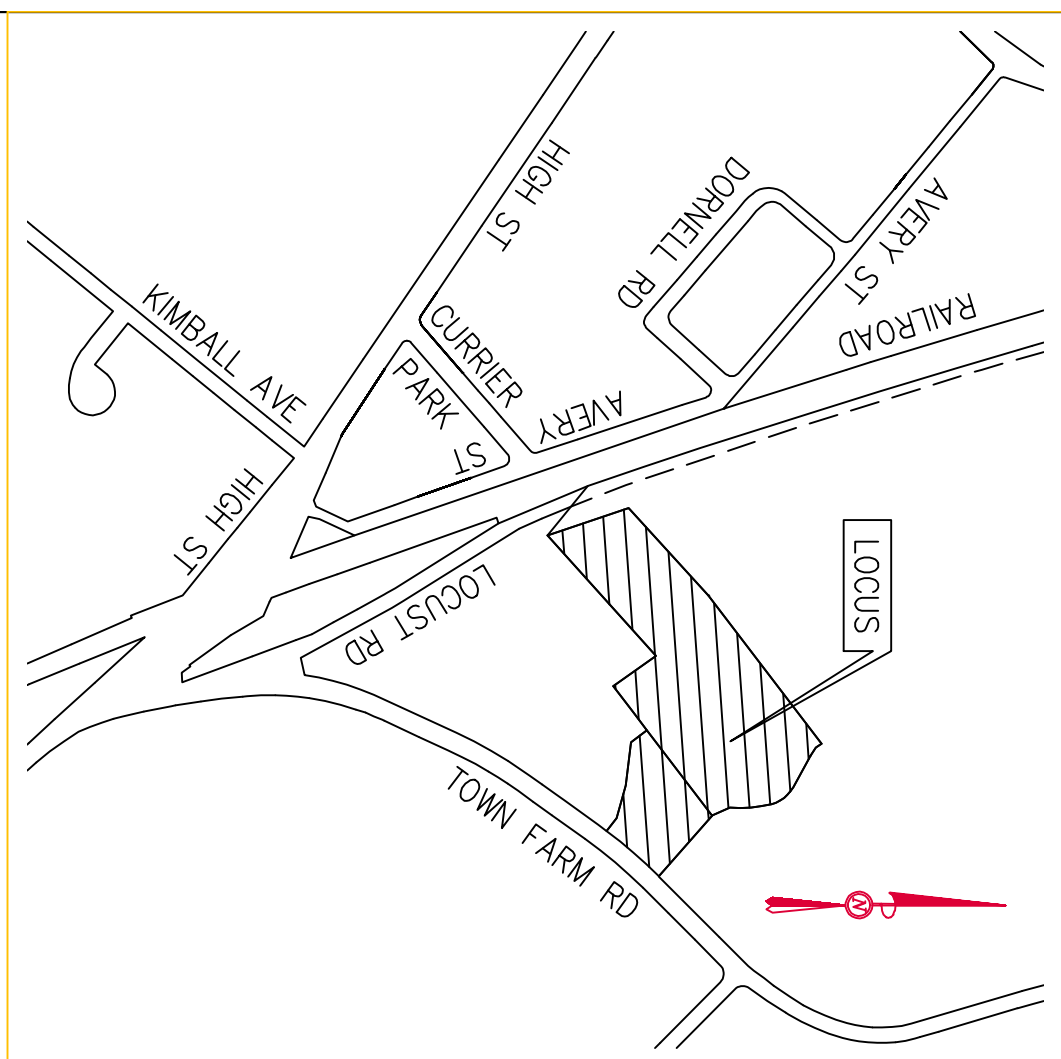 HIGH ST
DORNELL RD
AVERY ST
KIMBALL AVE
CURRIER
RAILROAD
PARK ST
AVERY
HIGH ST
LOCUST RD
LOCUS
TOWN FARM RD
N